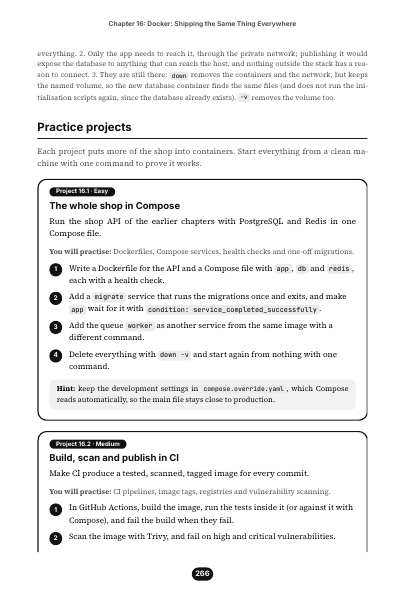 Chapter 16: Docker: Shipping the Same Thing Everywhere
everything. 2. Only the app needs to reach it, through the private network; publishing it would
expose the database to anything that can reach the host, and nothing outside the stack has a rea-
son to connect. 3. They are still there: down removes the containers and the network, but keeps
the named volume, so the new database container finds the same files (and does not run the ini-
tialisation scripts again, since the database already exists). -v removes the volume too.
Practice projects
Each project puts more of the shop into containers. Start everything from a clean ma-
chine with one command to prove it works.
Project 16.1 · Easy
The whole shop in Compose
Run the shop API of the earlier chapters with PostgreSQL and Redis in one
Compose file.
You will practise: Dockerfiles, Compose services, health checks and one-off migrations.
1 Write a Dockerfile for the API and a Compose file with app, db and redis,
each with a health check.
2 Add a migrate service that runs the migrations once and exits, and make
app wait for it with condition: service_completed_successfully.
3 Add the queue worker as another service from the same image with a
different command.
4 Delete everything with down -v and start again from nothing with one
command.
Hint: keep the development settings in compose.override.yaml, which Compose
reads automatically, so the main file stays close to production.
Project 16.2 · Medium
Build, scan and publish in CI
Make CI produce a tested, scanned, tagged image for every commit.
You will practise: CI pipelines, image tags, registries and vulnerability scanning.
1 In GitHub Actions, build the image, run the tests inside it (or against it with
Compose), and fail the build when they fail.
2 Scan the image with Trivy, and fail on high and critical vulnerabilities.
266